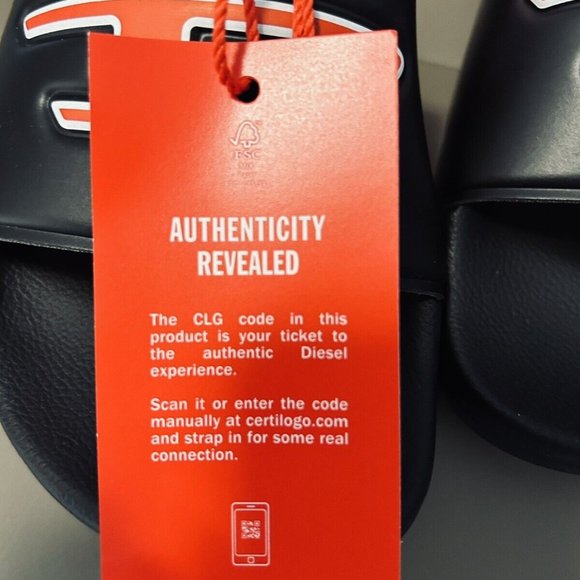 FSC
AUTHENTICITY
REVEALED
The CLG code in this
product is your ticket to
the authentic Diesel
experience.
Scan it or enter the code
manually at certilogo.com
and strap in for some real
connection.